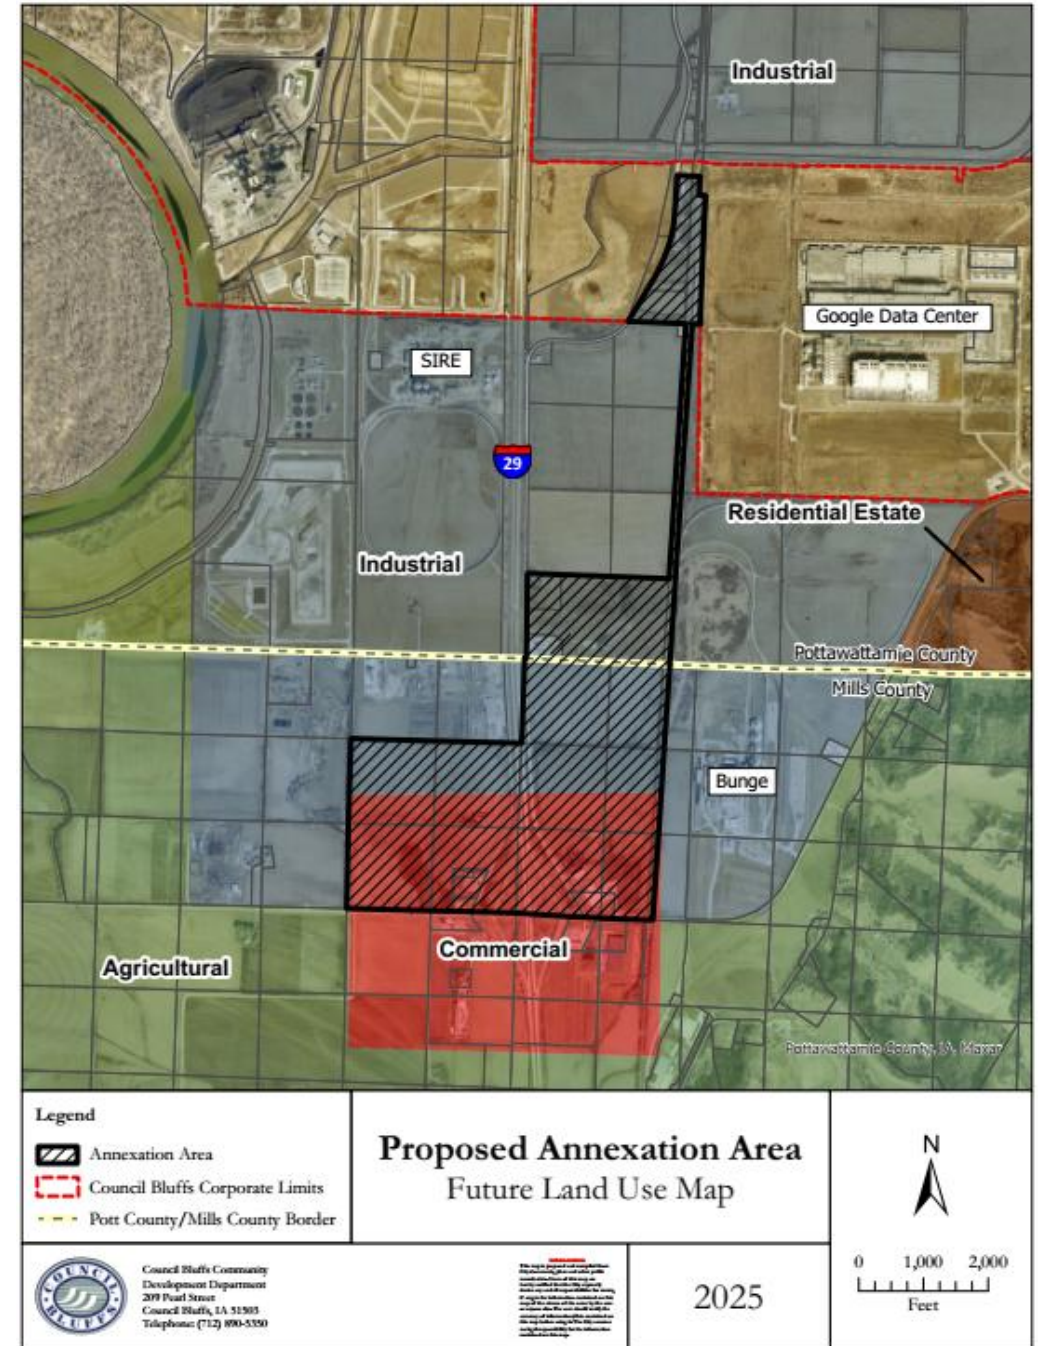 Industrial
Google Data Center
SIRE
29
Residential Estate
Industrial
Pottawattamie County
Mills County
Bunge
Commercial
Agricultural
Pottawattamie County, IA, Maxar
Legend
Annexation Area
Council Bluffs Corporate Limits
Pott County/Mills County Border
Proposed Annexation Area
Future Land Use Map
N
0 1,000 2,000
Feet
COUNCIL
BLUFFS
Council Bluffs Community
Development Department
209 Pearl Street
Council Bluffs, IA 51503
Telephone: (712) 890-5350
2025